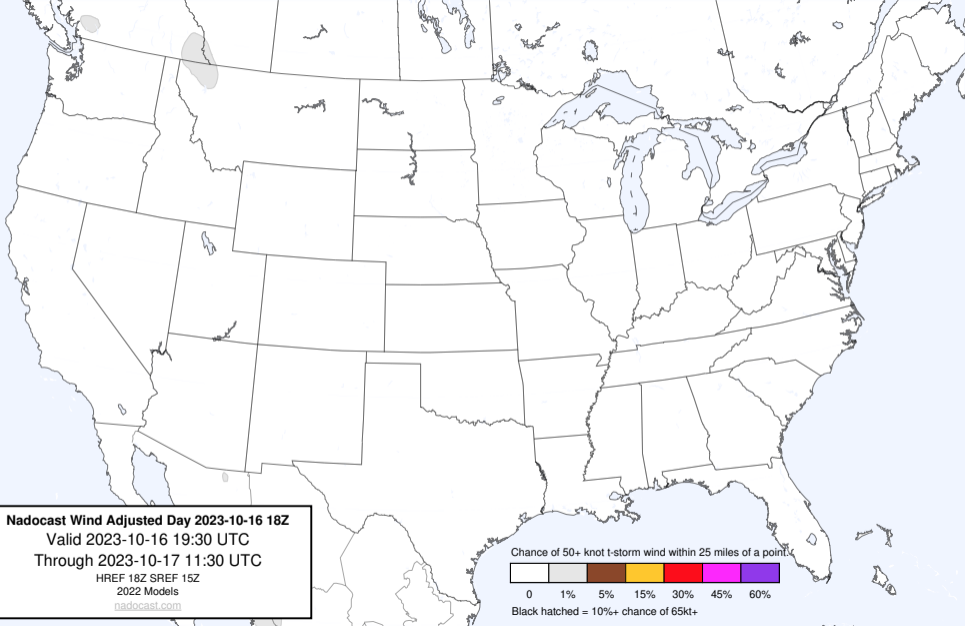 Nadocast Wind Adjusted Day 2023-10-16 18Z
Valid 2023-10-16 19:30 UTC
Through 2023-10-17 11:30 UTC
HREF 18Z SREF 15Z
2022 Models
nadocast.com
Chance of 50+ knot t-storm wind within 25 miles of a point.
0 1% 5% 15% 30% 45% 60%
Black hatched = 10%+ chance of 65kt+